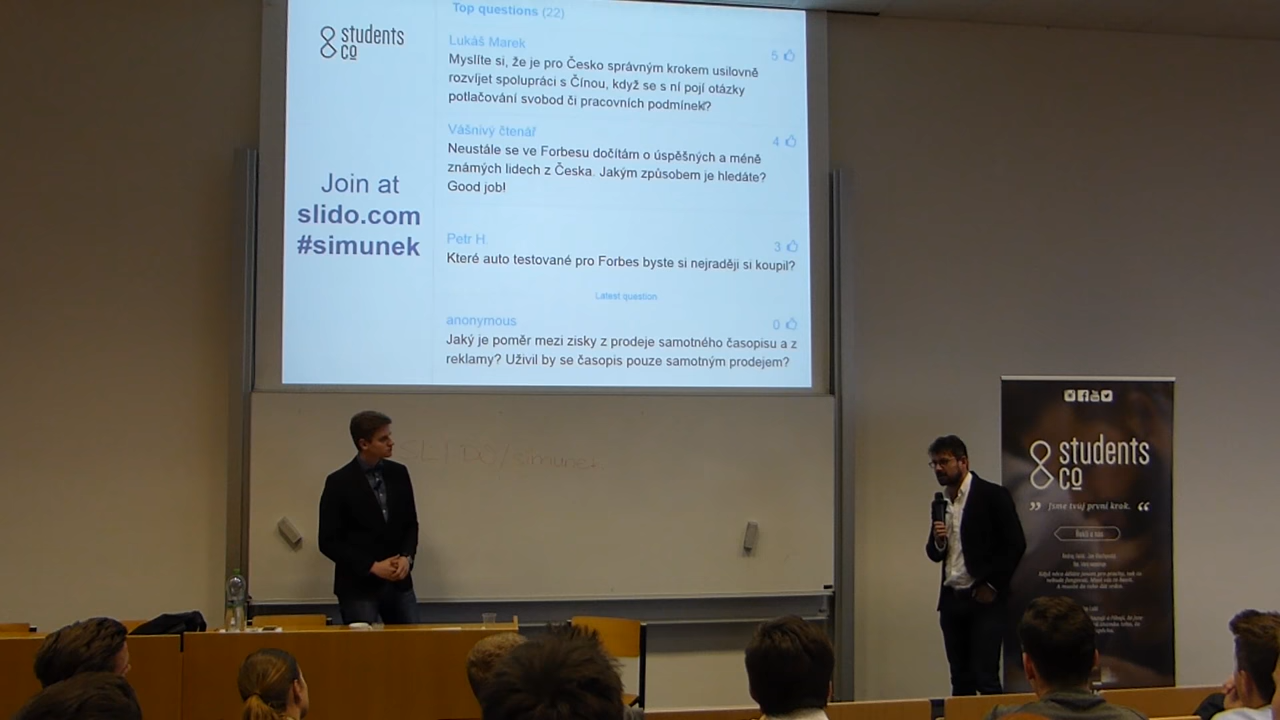 students
co
Join at
slido.com
#simunek
Top questions (22)
Lukáš Marek
5
Myslíte si, že je pro Česko správným krokem usilovně
rozvíjet spolupráci s Čínou, když se s ní pojí otázky
potlačování svobod či pracovních podmínek?
Vášnivý čtenář
4
Neustále se ve Forbesu dočítám o úspěšných a méně
známých lidech z Česka. Jakým způsobem je hledáte?
Good job!
Petr H.
3
Které auto testované pro Forbes byste si nejraději si koupil?
Latest question
anonymous
0
Jaký je poměr mezi zisky z prodeje samotného časopisu a z
reklamy? Uživil by se časopis pouze samotným prodejem?
SLIDO/simunek
students
co
Jsme tvůj první krok.
Řekli o nás